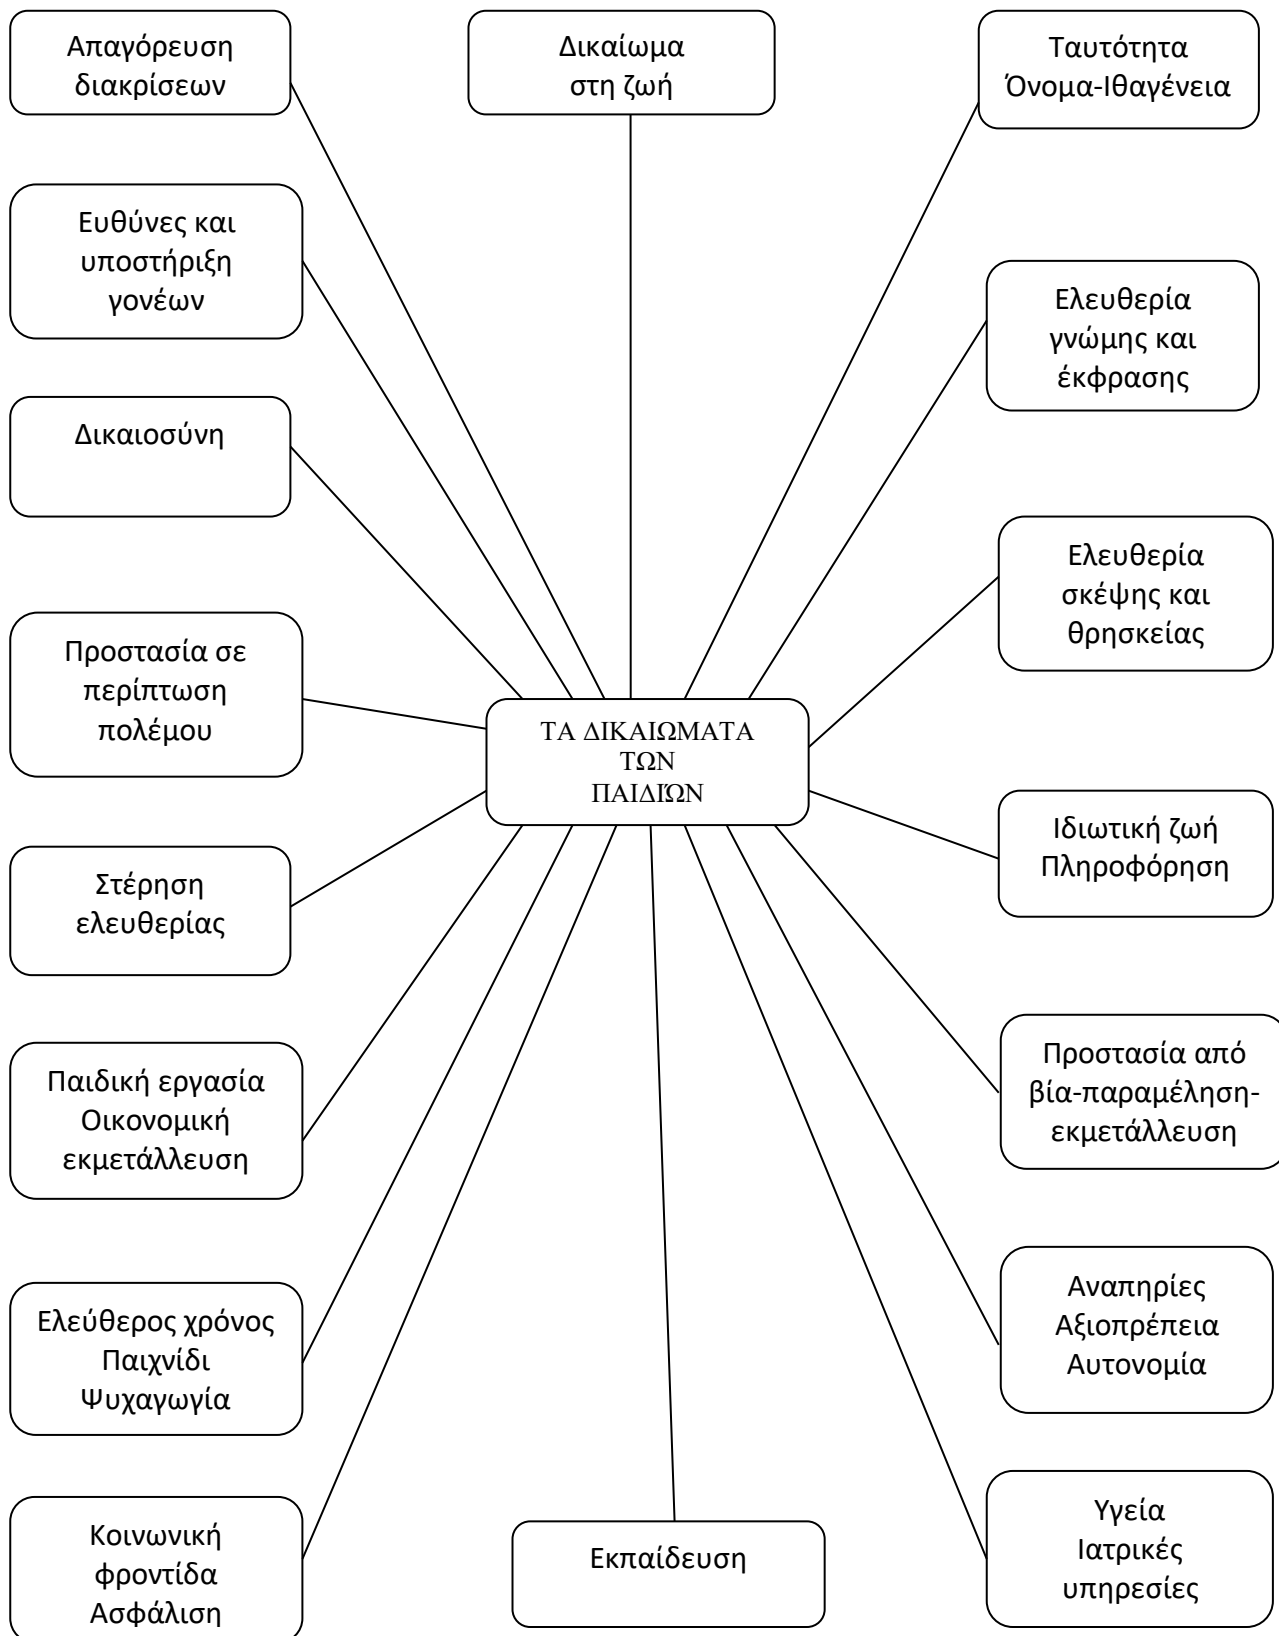 Απαγόρευση
διακρίσεων
Δικαίωμα
στη ζωή
Ταυτότητα
Όνομα-Ιθαγένεια
Ευθύνες και
υποστήριξη
γονέων
Ελευθερία
γνώμης και
έκφρασης
Δικαιοσύνη
Ελευθερία
σκέψης και
θρησκείας
Προστασία σε
περίπτωση
πολέμου
ΤΑ ΔΙΚΑΙΩΜΑΤΑ
ΤΩΝ
ΠΑΙΔΙΏΝ
Ιδιωτική ζωή
Πληροφόρηση
Στέρηση
ελευθερίας
Παιδική εργασία
Οικονομική
εκμετάλλευση
Προστασία από
βία-παραμέληση-
εκμετάλλευση
Ελεύθερος χρόνος
Παιχνίδι
Ψυχαγωγία
Αναπηρίες
Αξιοπρέπεια
Αυτονομία
Κοινωνική
φροντίδα
Ασφάλιση
Εκπαίδευση
Υγεία
Ιατρικές
υπηρεσίες